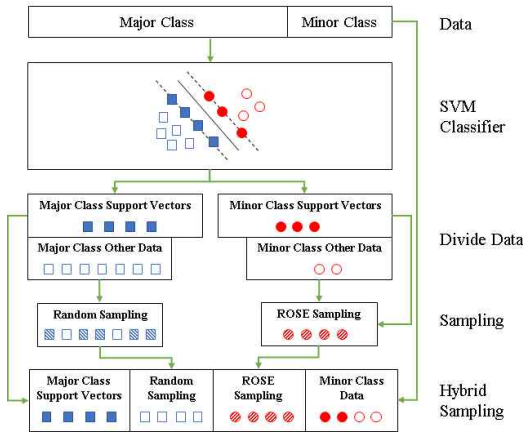 Major Class
Minor Class
Data
SVM
Classifier
Major Class Support Vectors
Minor Class Support Vectors
Major Class Other Data
Minor Class Other Data
Divide Data
Random Sampling
ROSE Sampling
Sampling
Major Class
Support Vectors
Random
Sampling
ROSE
Sampling
Minor Class
Data
Hybrid
Sampling